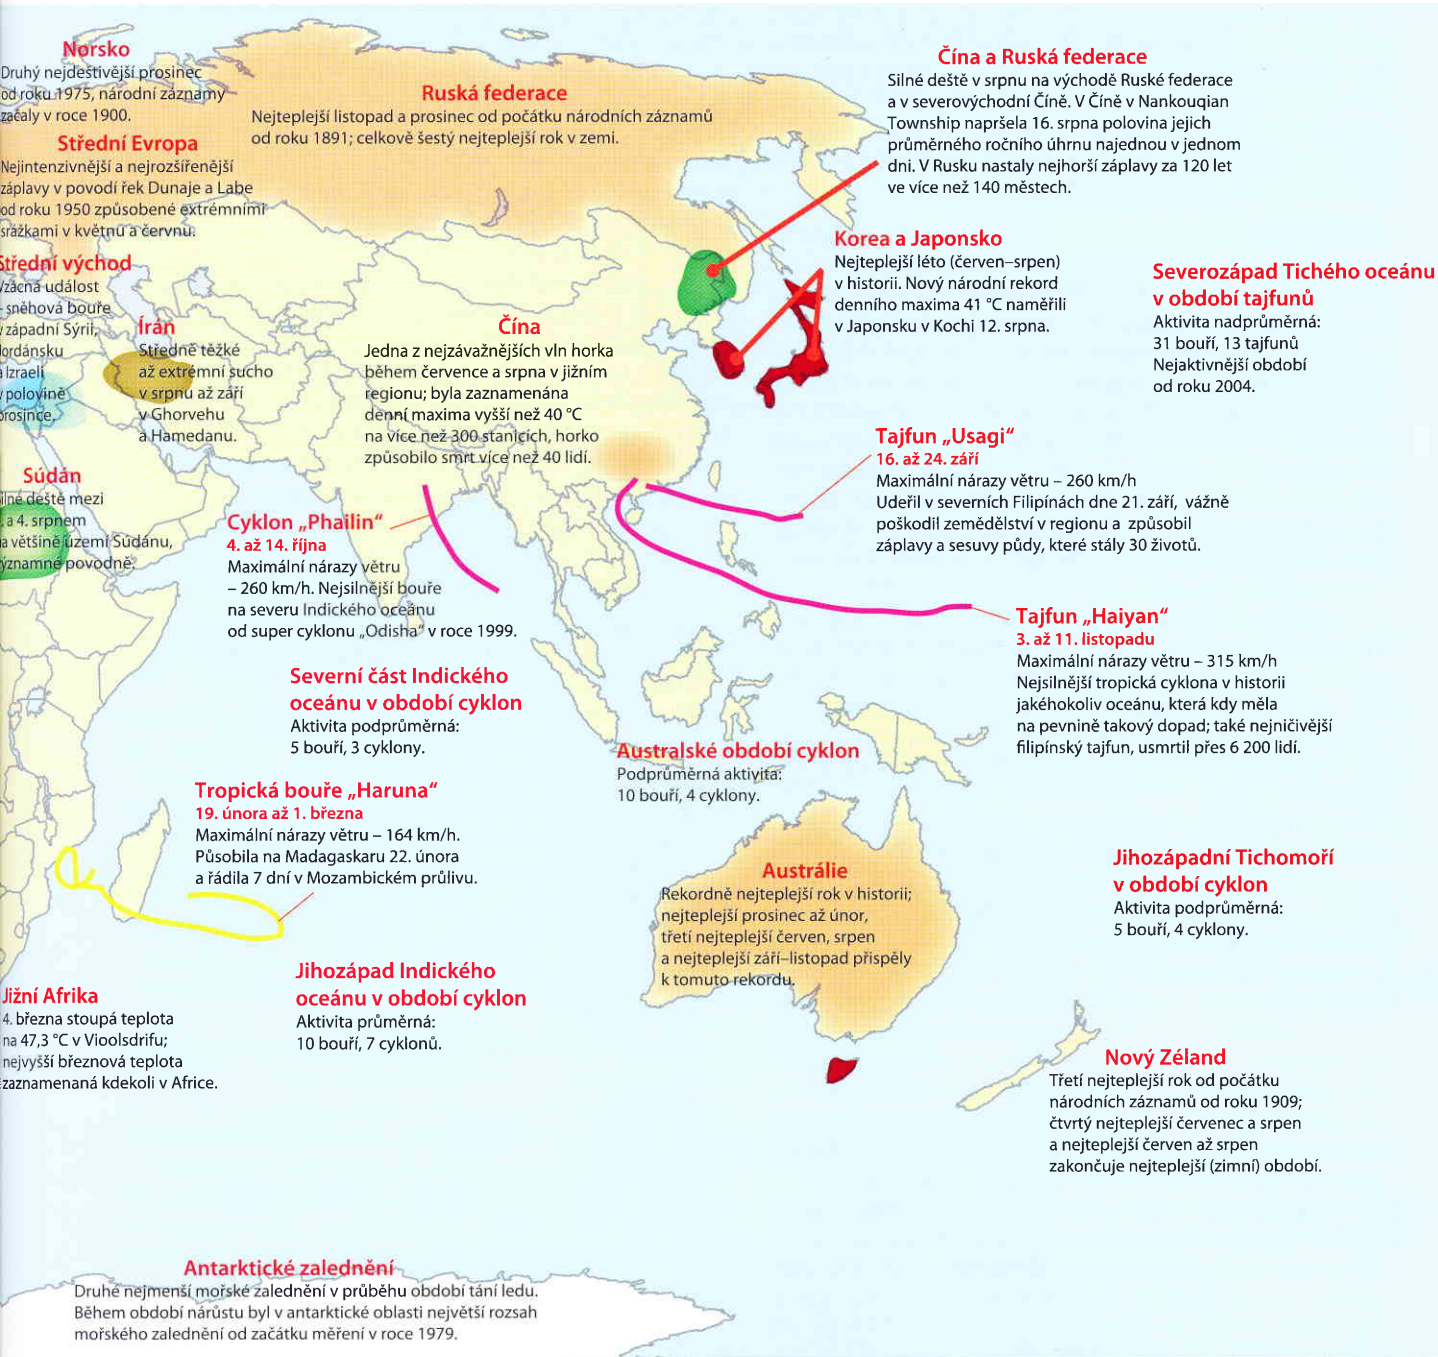 Norsko
Druhý nejdeštivější prosinec
od roku 1975, národní záznamy
začaly v roce 1900.
Střední Evropa
Nejintenzivnější a nejrozšířenější
záplavy v povodí řek Dunaje a Labe
od roku 1950 způsobené extrémními
srážkami v květnu a červnu.
Střední východ
Vzácná událost
– sněhová bouře
v západní Sýrii,
Jordánsku
a Izraeli
v polovině
prosince.
Írán
Středně těžké
až extrémní sucho
v srpnu až září
v Ghorvehu
a Hamedanu.
Súdán
silné deště mezi
. a 4. srpnem
na většině území Súdánu,
významné povodně.
Ruská federace
Nejteplejší listopad a prosinec od počátku národních záznamů
od roku 1891; celkově šestý nejteplejší rok v zemi.
Čína
Jedna z nejzávažnějších vln horka
během července a srpna v jižním
regionu; byla zaznamenána
denní maxima vyšší než 40 °C
na více než 300 stanicích, horko
způsobilo smrt více než 40 lidí.
Čína a Ruská federace
Silné deště v srpnu na východě Ruské federace
a v severovýchodní Číně. V Číně v Nankouqian
Township napršela 16. srpna polovina jejich
průměrného ročního úhrnu najednou v jednom
dni. V Rusku nastaly nejhorší záplavy za 120 let
ve více než 140 městech.
Korea a Japonsko
Nejteplejší léto (červen–srpen)
v historii. Nový národní rekord
denního maxima 41 °C naměřili
v Japonsku v Kochi 12. srpna.
Severozápad Tichého oceánu
v období tajfunů
Aktivita nadprůměrná:
31 bouří, 13 tajfunů
Nejaktivnější období
od roku 2004.
Tajfun „Usagi“
16. až 24. září
Maximální nárazy větru – 260 km/h
Udeřil v severních Filipínách dne 21. září, vážně
poškodil zemědělství v regionu a způsobil
záplavy a sesuvy půdy, které stály 30 životů.
Cyklon „Phailin“
4. až 14. října
Maximální nárazy větru
– 260 km/h. Nejsilnější bouře
na severu Indického oceánu
od super cyklonu „Odisha“ v roce 1999.
Tajfun „Haiyan“
3. až 11. listopadu
Maximální nárazy větru – 315 km/h
Nejsilnější tropická cyklona v historii
jakéhokoliv oceánu, která kdy měla
na pevnině takový dopad; také nejničivější
filipínský tajfun, usmrtil přes 6 200 lidí.
Severní část Indického
oceánu v období cyklon
Aktivita podprůměrná:
5 bouří, 3 cyklony.
Australské období cyklon
Podprůměrná aktivita:
10 bouří, 4 cyklony.
Tropická bouře „Haruna“
19. února až 1. března
Maximální nárazy větru – 164 km/h.
Působila na Madagaskaru 22. února
a řádila 7 dní v Mozambickém průlivu.
Austrálie
Rekordně nejteplejší rok v historii;
nejteplejší prosinec až únor,
třetí nejteplejší červen, srpen
a nejteplejší září–listopad přispěly
k tomuto rekordu.
Jihozápadní Tichomoří
v období cyklon
Aktivita podprůměrná:
5 bouří, 4 cyklony.
Jihozápad Indického
oceánu v období cyklon
Aktivita průměrná:
10 bouří, 7 cyklonů.
Jižní Afrika
4. března stoupá teplota
na 47,3 °C v Vioolsdrifu;
nejvyšší březnová teplota
zaznamenaná kdekoli v Africe.
Nový Zéland
Třetí nejteplejší rok od počátku
národních záznamů od roku 1909;
čtvrtý nejteplejší červenec a srpen
a nejteplejší červen až srpen
zakončuje nejteplejší (zimní) období.
Antarktické zalednění
Druhé nejmenší mořské zalednění v průběhu období tání ledu.
Během období nárůstu byl v antarktické oblasti největší rozsah
mořského zalednění od začátku měření v roce 1979.